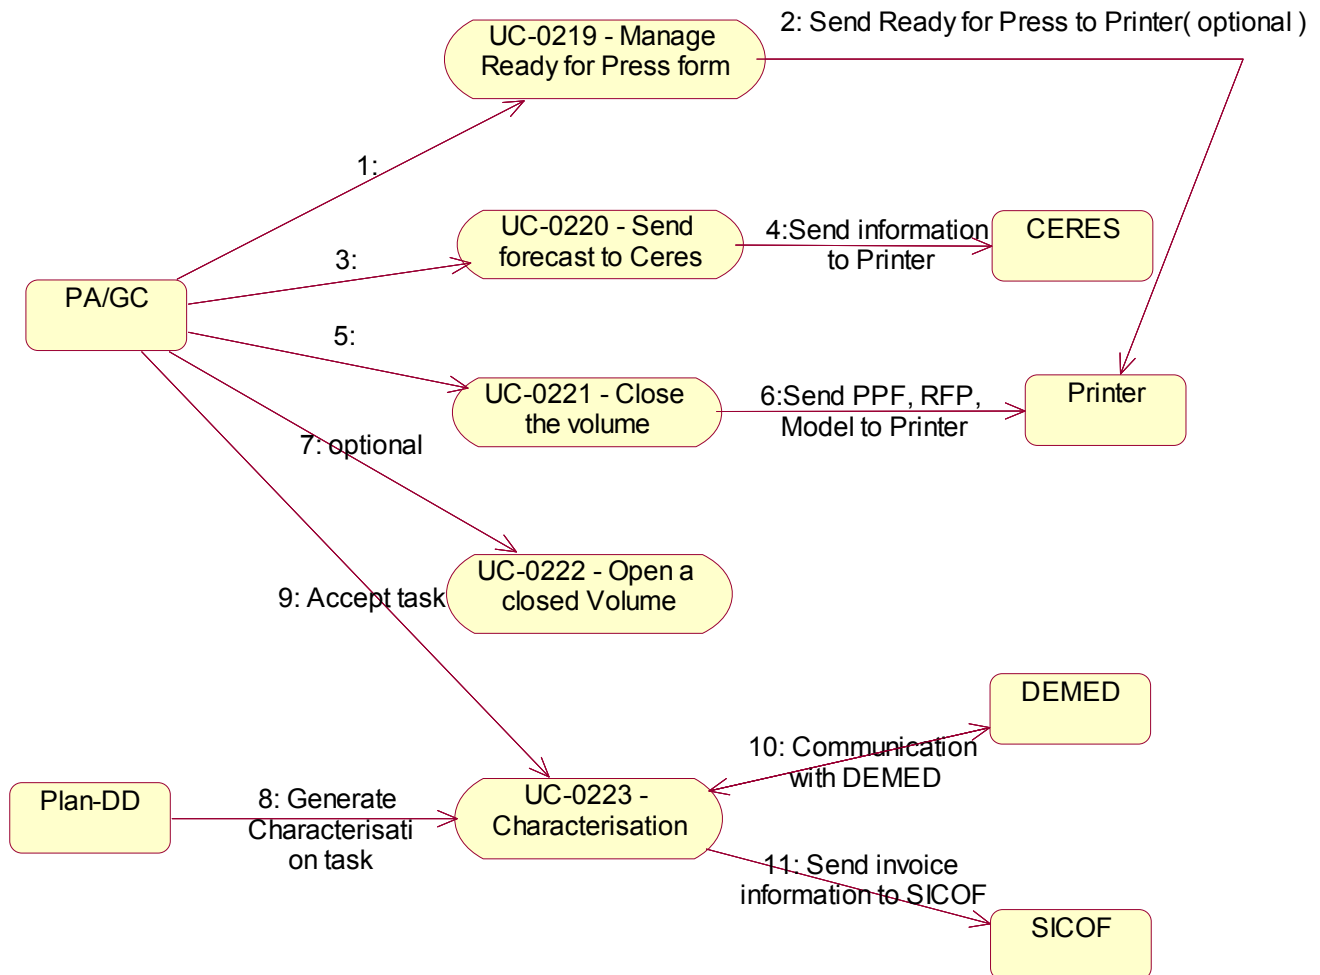 UC-0219 - Manage
Ready for Press form
2: Send Ready for Press to Printer( optional )
1:
UC-0220 - Send
forecast to Ceres
4:Send information
to Printer
CERES
3:
PA/GC
5:
UC-0221 - Close
the volume
6:Send PPF, RFP,
Model to Printer
Printer
7: optional
UC-0222 - Open a
closed Volume
9: Accept task
DEMED
10: Communication
with DEMED
Plan-DD
8: Generate
Characterisati
on task
UC-0223 -
Characterisation
11: Send invoice
information to SICOF
SICOF